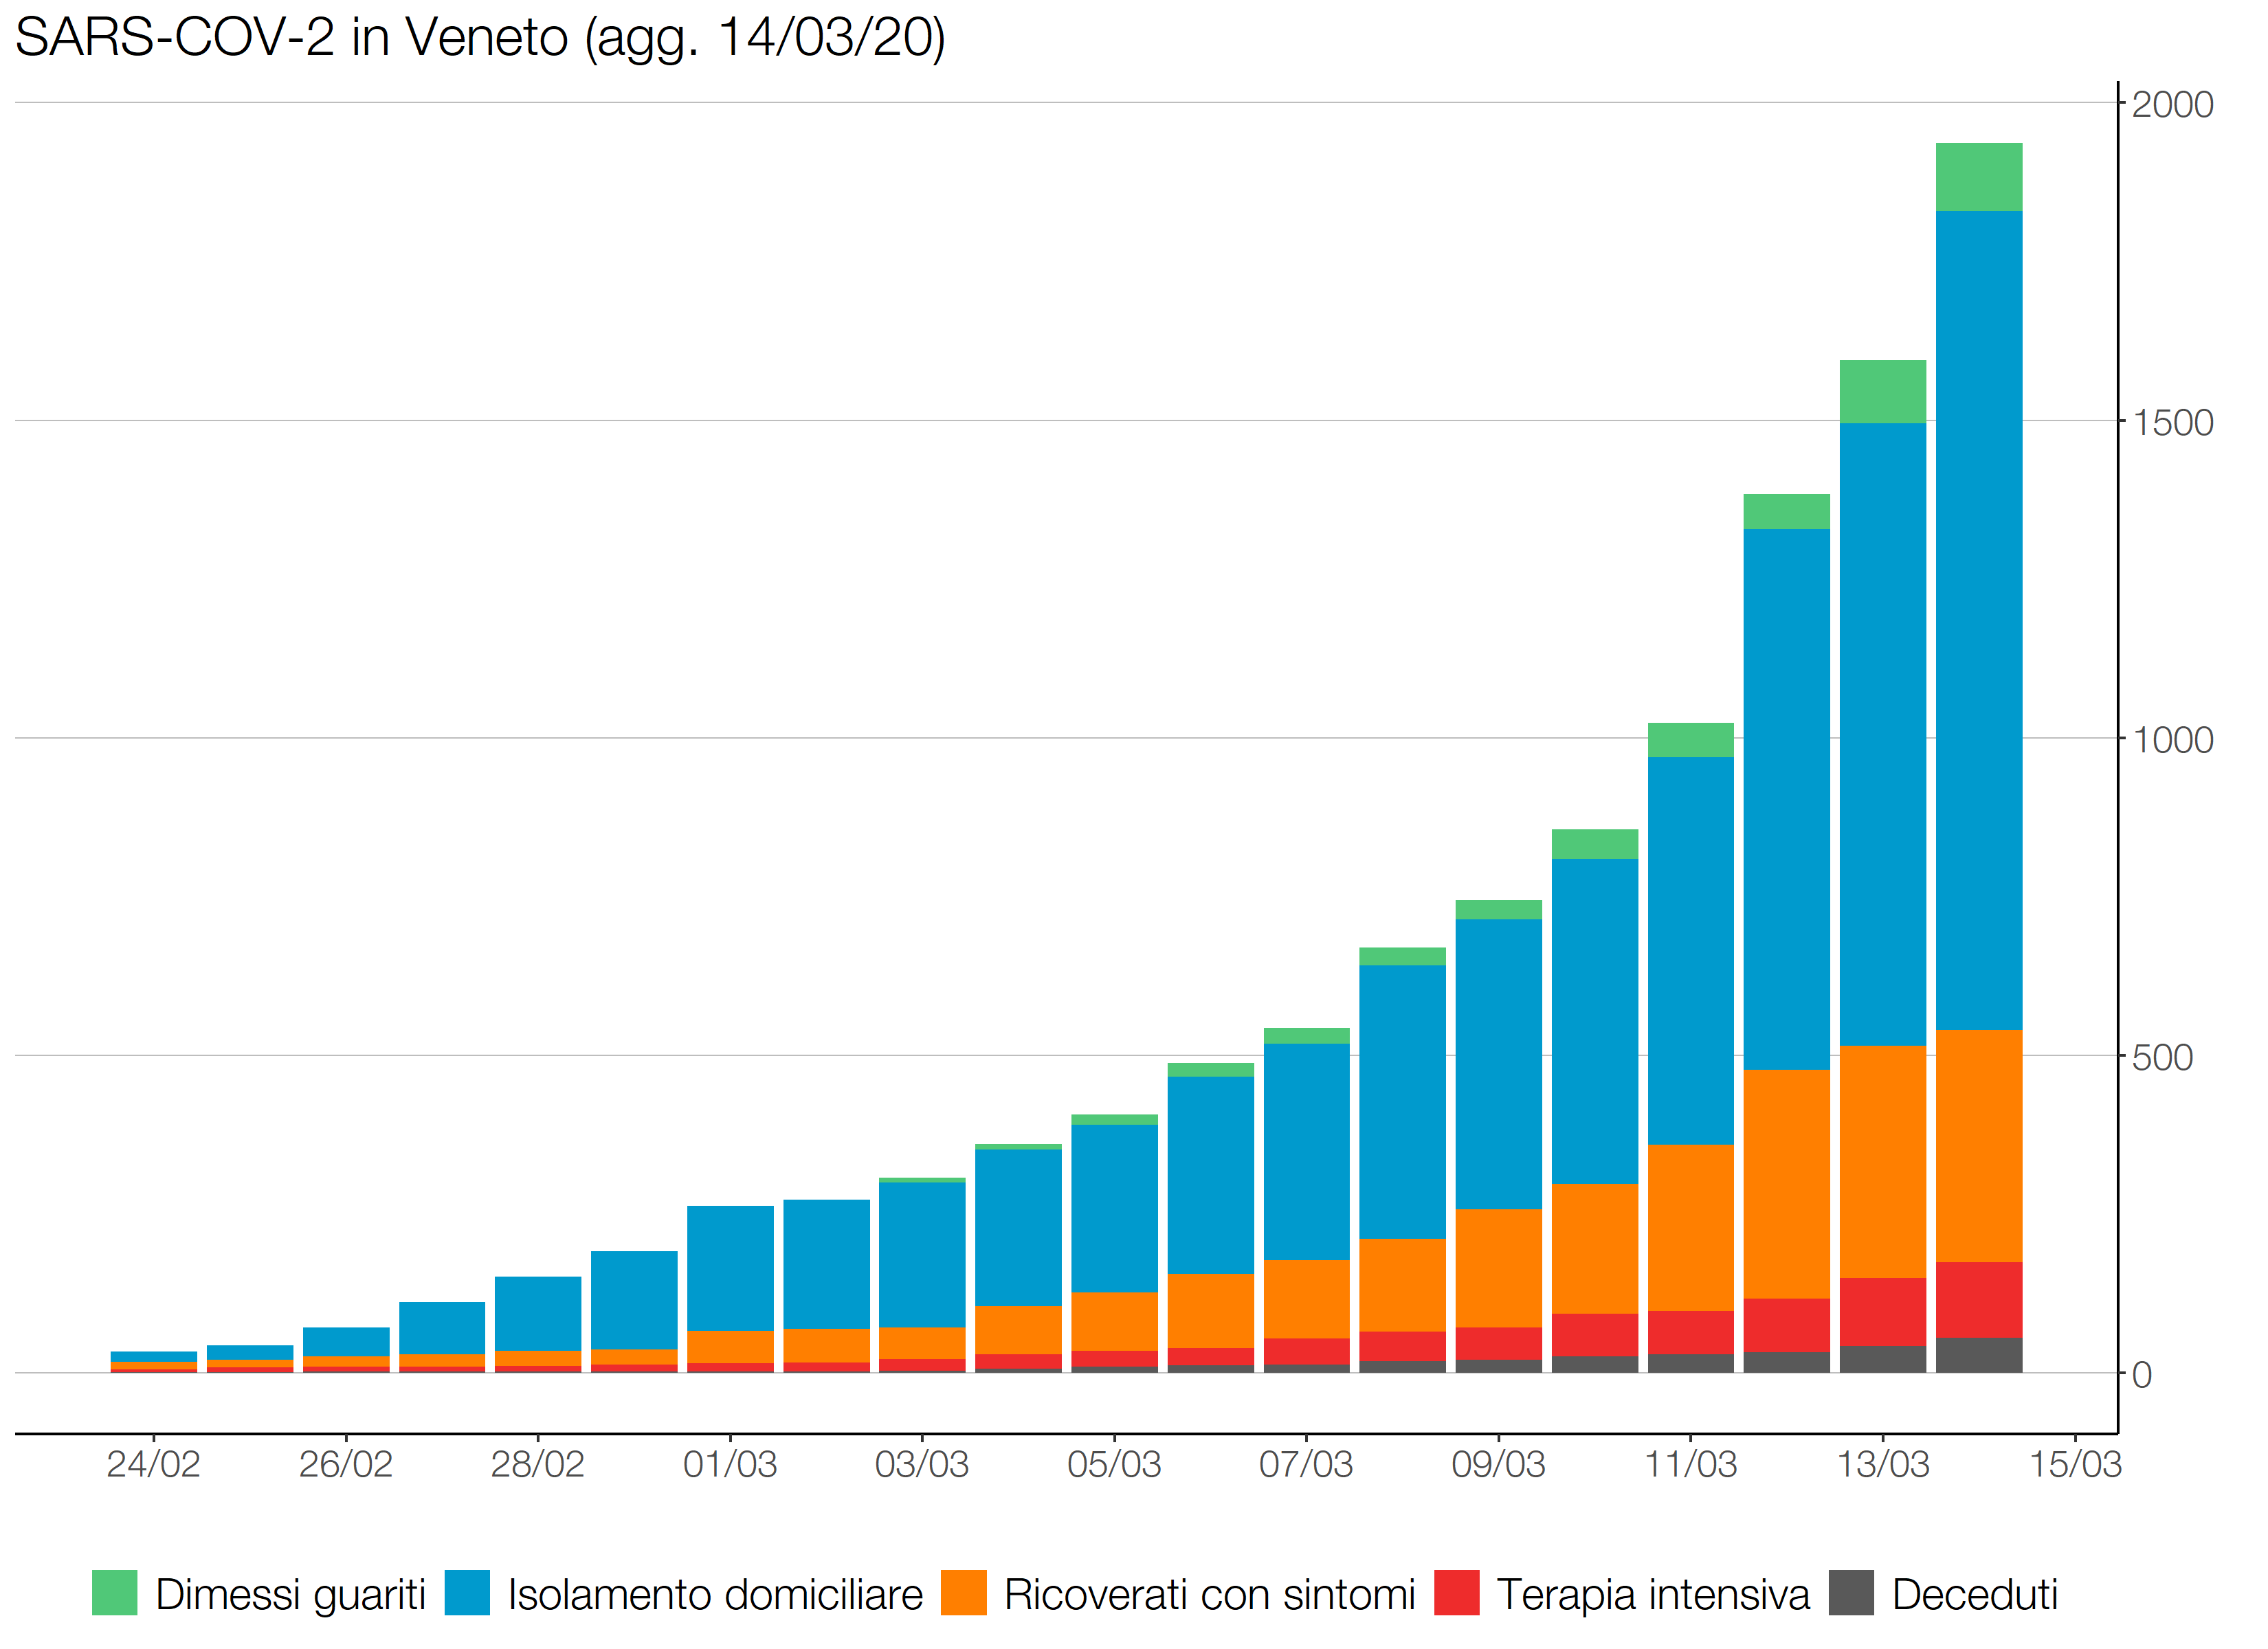 SARS-COV-2 in Veneto (agg. 14/03/20)
2000
1500
1000
500
0
24/02 26/02 28/02 01/03 03/03 05/03 07/03 09/03 11/03 13/03 15/03
Dimessi guariti Isolamento domiciliare Ricoverati con sintomi Terapia intensiva Deceduti